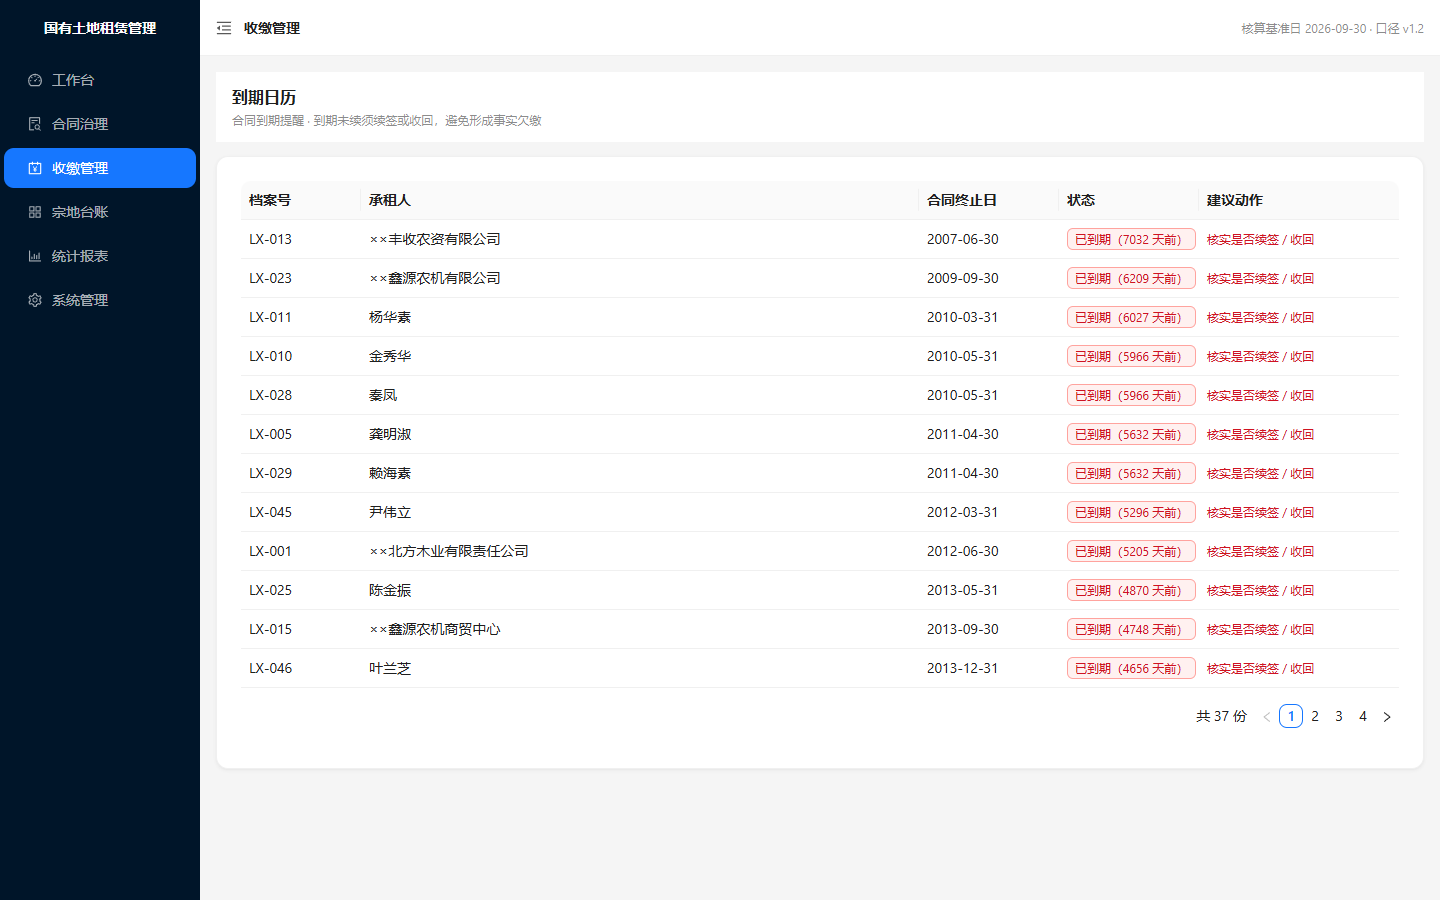 国有土地租赁管理
工作台
合同治理
收缴管理
宗地台账
统计报表
系统管理
收缴管理
核算基准日 2026-09-30 · 口径 v1.2
到期日历
合同到期提醒 · 到期未续须续签或收回，避免形成事实欠缴
档案号 承租人 合同终止日 状态 建议动作
LX-013 ××丰收农资有限公司 2007-06-30 已到期（7032 天前） 核实是否续签 / 收回
LX-023 ××鑫源农机有限公司 2009-09-30 已到期（6209 天前） 核实是否续签 / 收回
LX-011 杨华素 2010-03-31 已到期（6027 天前） 核实是否续签 / 收回
LX-010 金秀华 2010-05-31 已到期（5966 天前） 核实是否续签 / 收回
LX-028 秦凤 2010-05-31 已到期（5966 天前） 核实是否续签 / 收回
LX-005 龚明淑 2011-04-30 已到期（5632 天前） 核实是否续签 / 收回
LX-029 赖海素 2011-04-30 已到期（5632 天前） 核实是否续签 / 收回
LX-045 尹伟立 2012-03-31 已到期（5296 天前） 核实是否续签 / 收回
LX-001 ××北方木业有限责任公司 2012-06-30 已到期（5205 天前） 核实是否续签 / 收回
LX-025 陈金振 2013-05-31 已到期（4870 天前） 核实是否续签 / 收回
LX-015 ××鑫源农机商贸中心 2013-09-30 已到期（4748 天前） 核实是否续签 / 收回
LX-046 叶兰芝 2013-12-31 已到期（4656 天前） 核实是否续签 / 收回
共 37 份 < 1 2 3 4 >